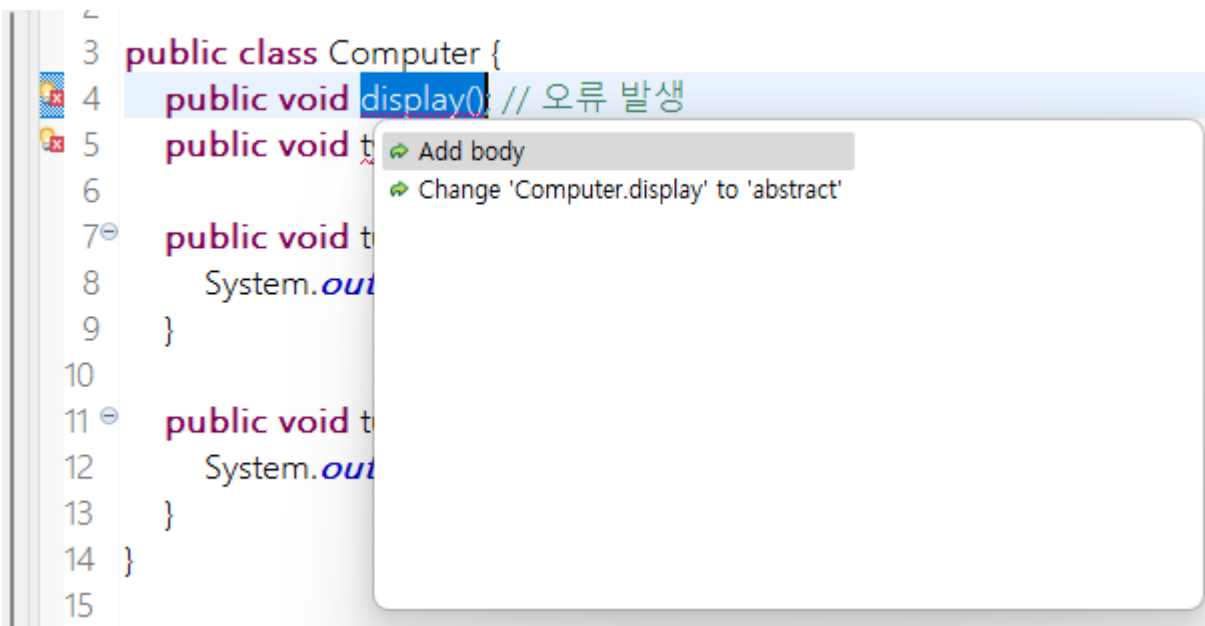 3 public class Computer {
4 public void display(); // 오류 발생
5 public void
Add body
Change 'Computer.display' to 'abstract'
6
7 public void
8 System.out
9 }
10
11 public void
12 System.out
13 }
14 }
15